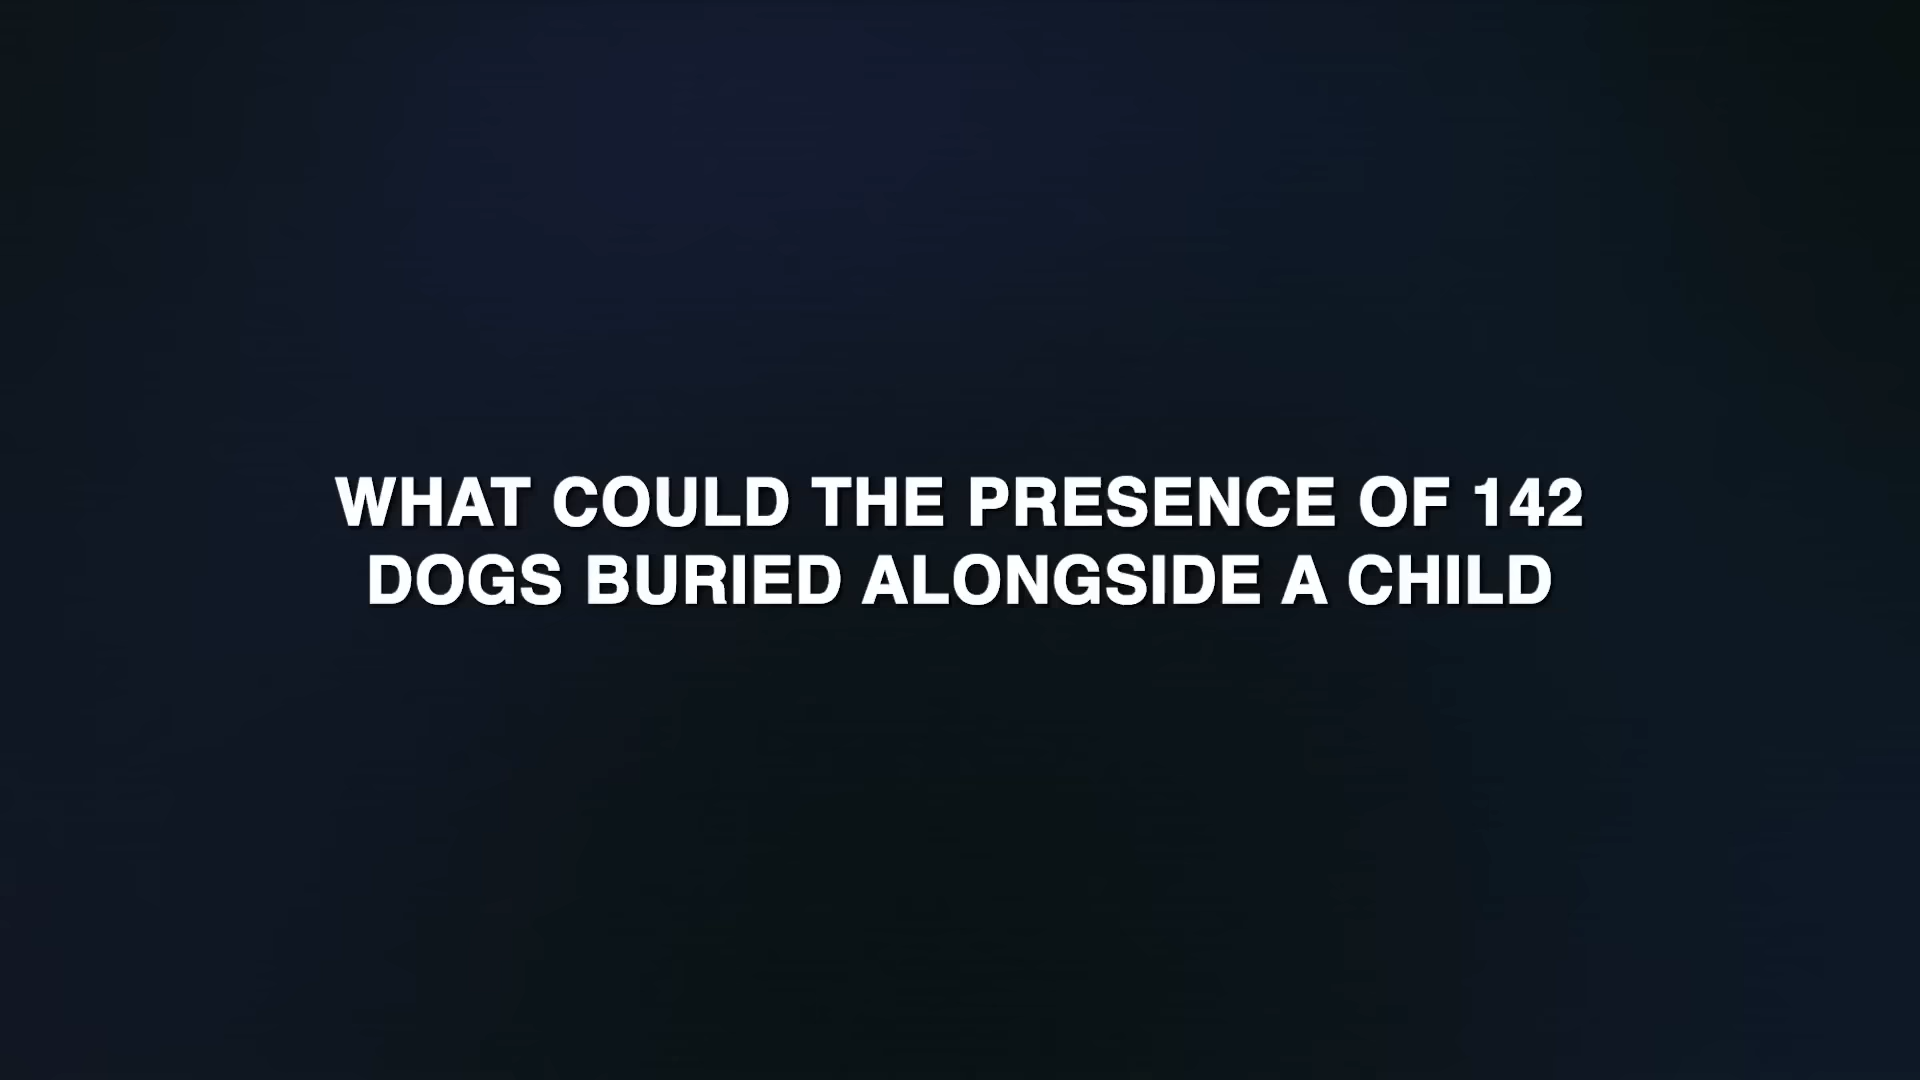 WHAT COULD THE PRESENCE OF 142
DOGS BURIED ALONGSIDE A CHILD